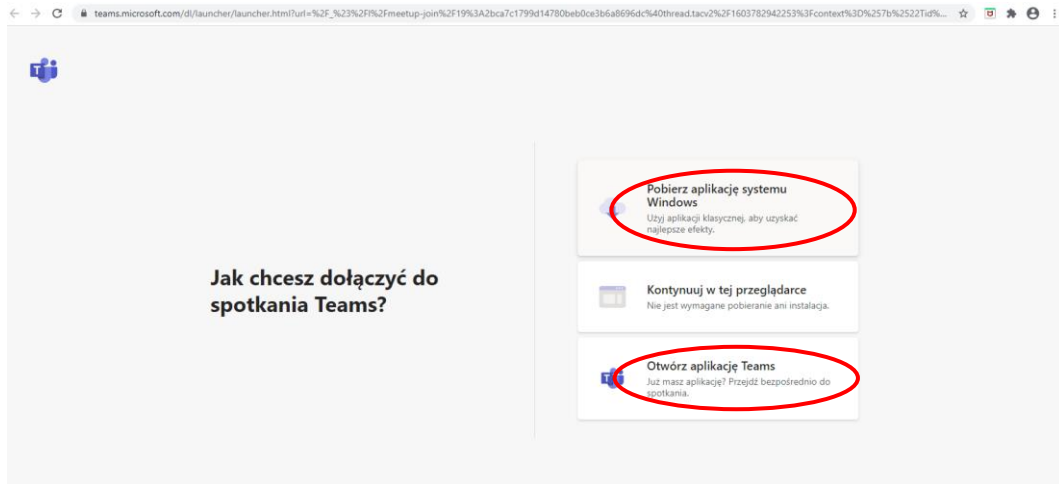 teams.microsoft.com/dl/launcher/launcher.html?url=%2F_%23%2Fl%2Fmeetup-join%2F19%3A2bca7c1799d14780beb0ce3b6a8696dc%40thread.tacv2%2F1603782942253%3Fcontext%3D%257b%2522Tid%...
Pobierz aplikację systemu
Windows
Użyj aplikacji klasycznej, aby uzyskać
najlepsze efekty.
Jak chcesz dołączyć do
spotkania Teams?
Kontynuuj w tej przeglądarce
Nie jest wymagane pobieranie ani instalacja.
Otwórz aplikację Teams
Już masz aplikację? Przejdź bezpośrednio do
spotkania.